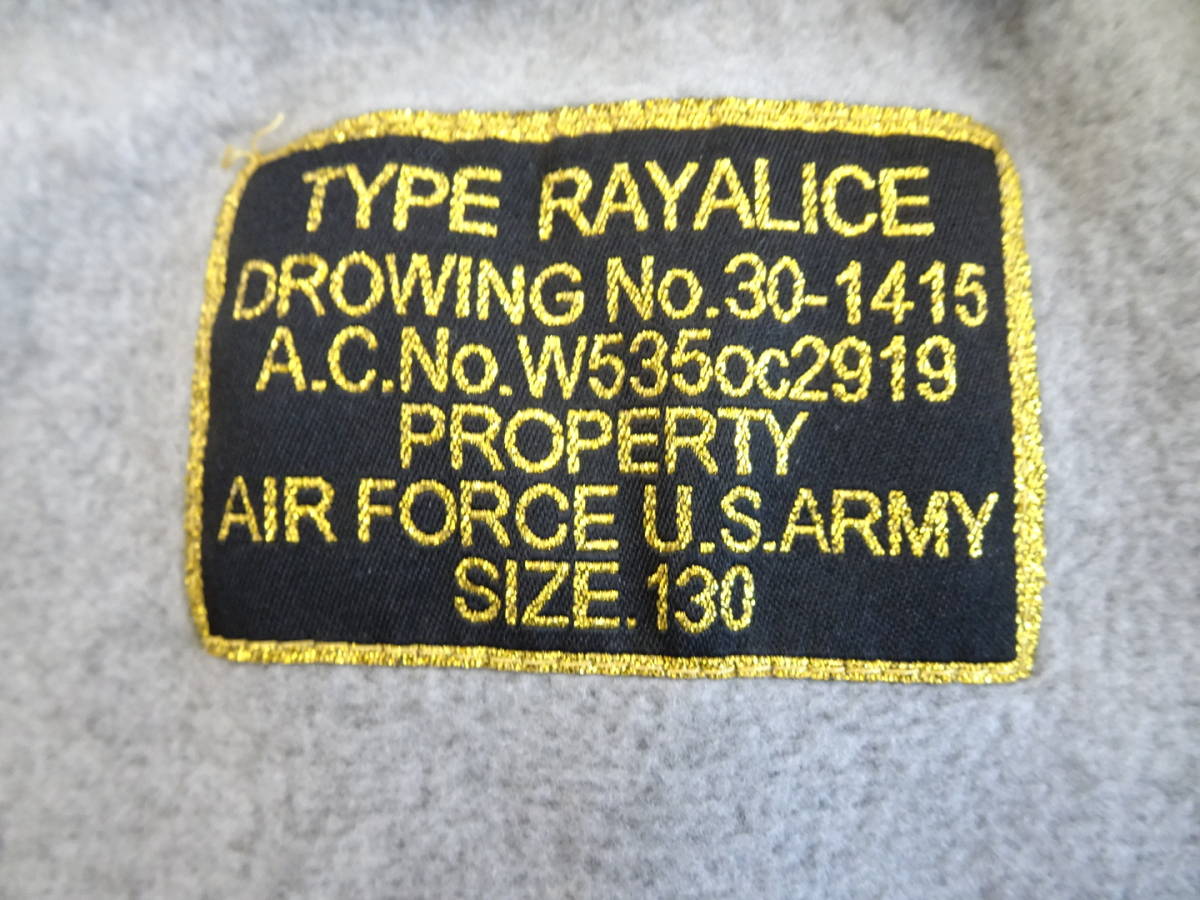 TYPE RAYALICE
DROWING No.30-1415
A.C.No.W535oc2919
PROPERTY
AIR FORCE U.S.ARMY
SIZE.130